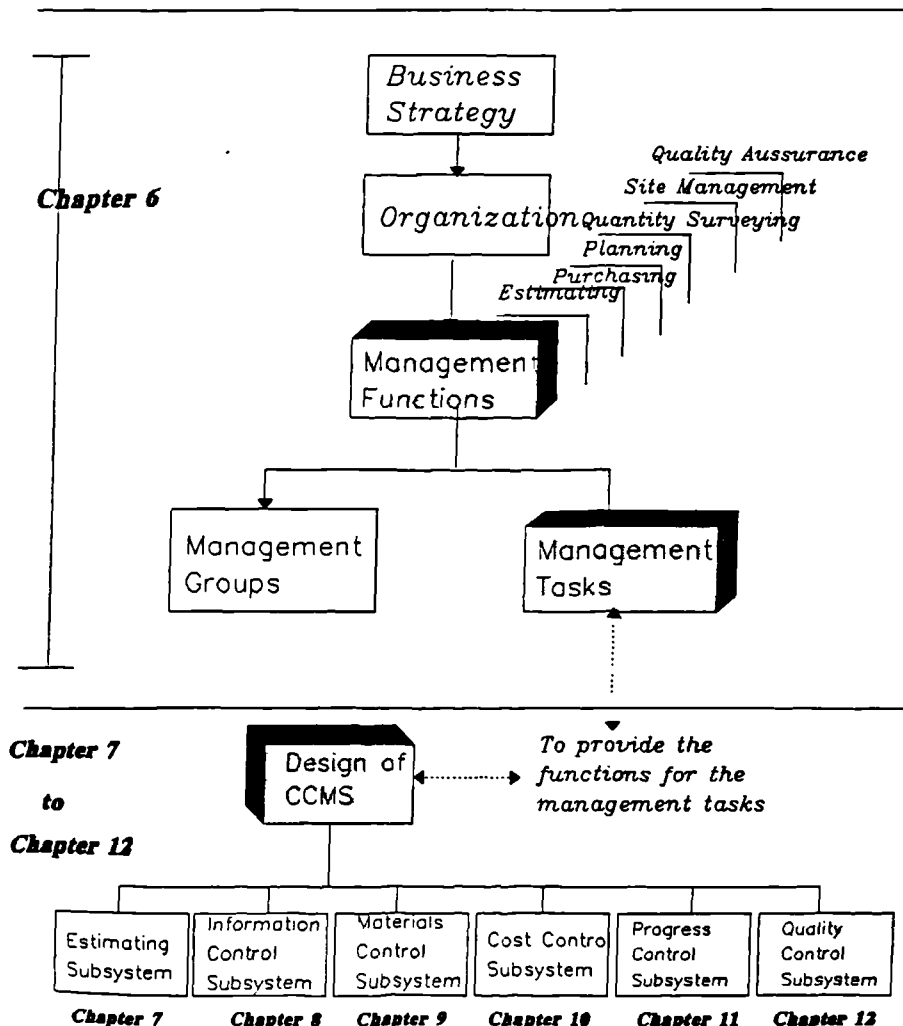 Business
Strategy
Quality Aussurance
Site Management
Chapter 6
Organization
Quantity Surveying
Planning
Purchasing
Estimating
Management
Functions
Management
Groups
Management
Tasks
Chapter 7
to
Chapter 12
Design of
CCMS
To provide the
functions for the
management tasks
Estimating
Subsystem
Information
Control
Subsystem
Materials
Control
Subsystem
Cost Contro
Subsystem
Progress
Control
Subsystem
Quality
Control
Subsystem
Chapter 7
Chapter 8
Chapter 9
Chapter 10
Chapter 11
Chapter 12